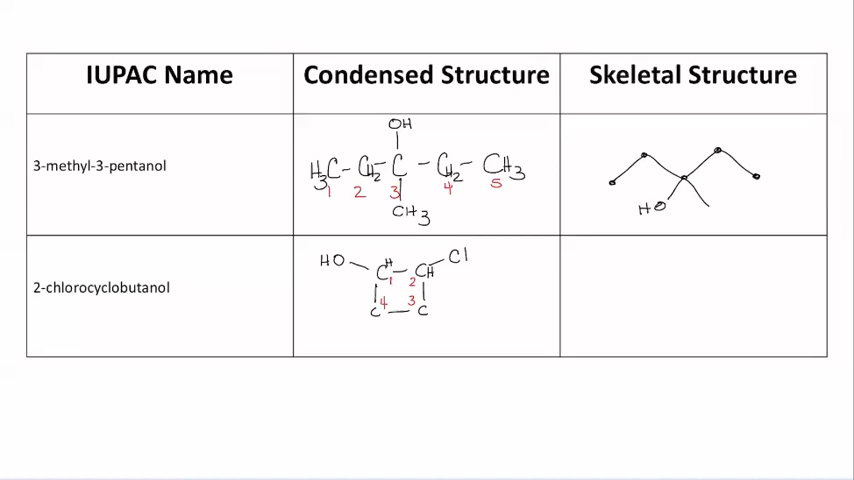 IUPAC Name
Condensed Structure
Skeletal Structure
3-methyl-3-pentanol
OH
H3C - CH2 - C - CH2 - CH3
1 2 3 4 5
CH3
HO
2-chlorocyclobutanol
HO Cl
CH - CH
1 2
4 3
C - C